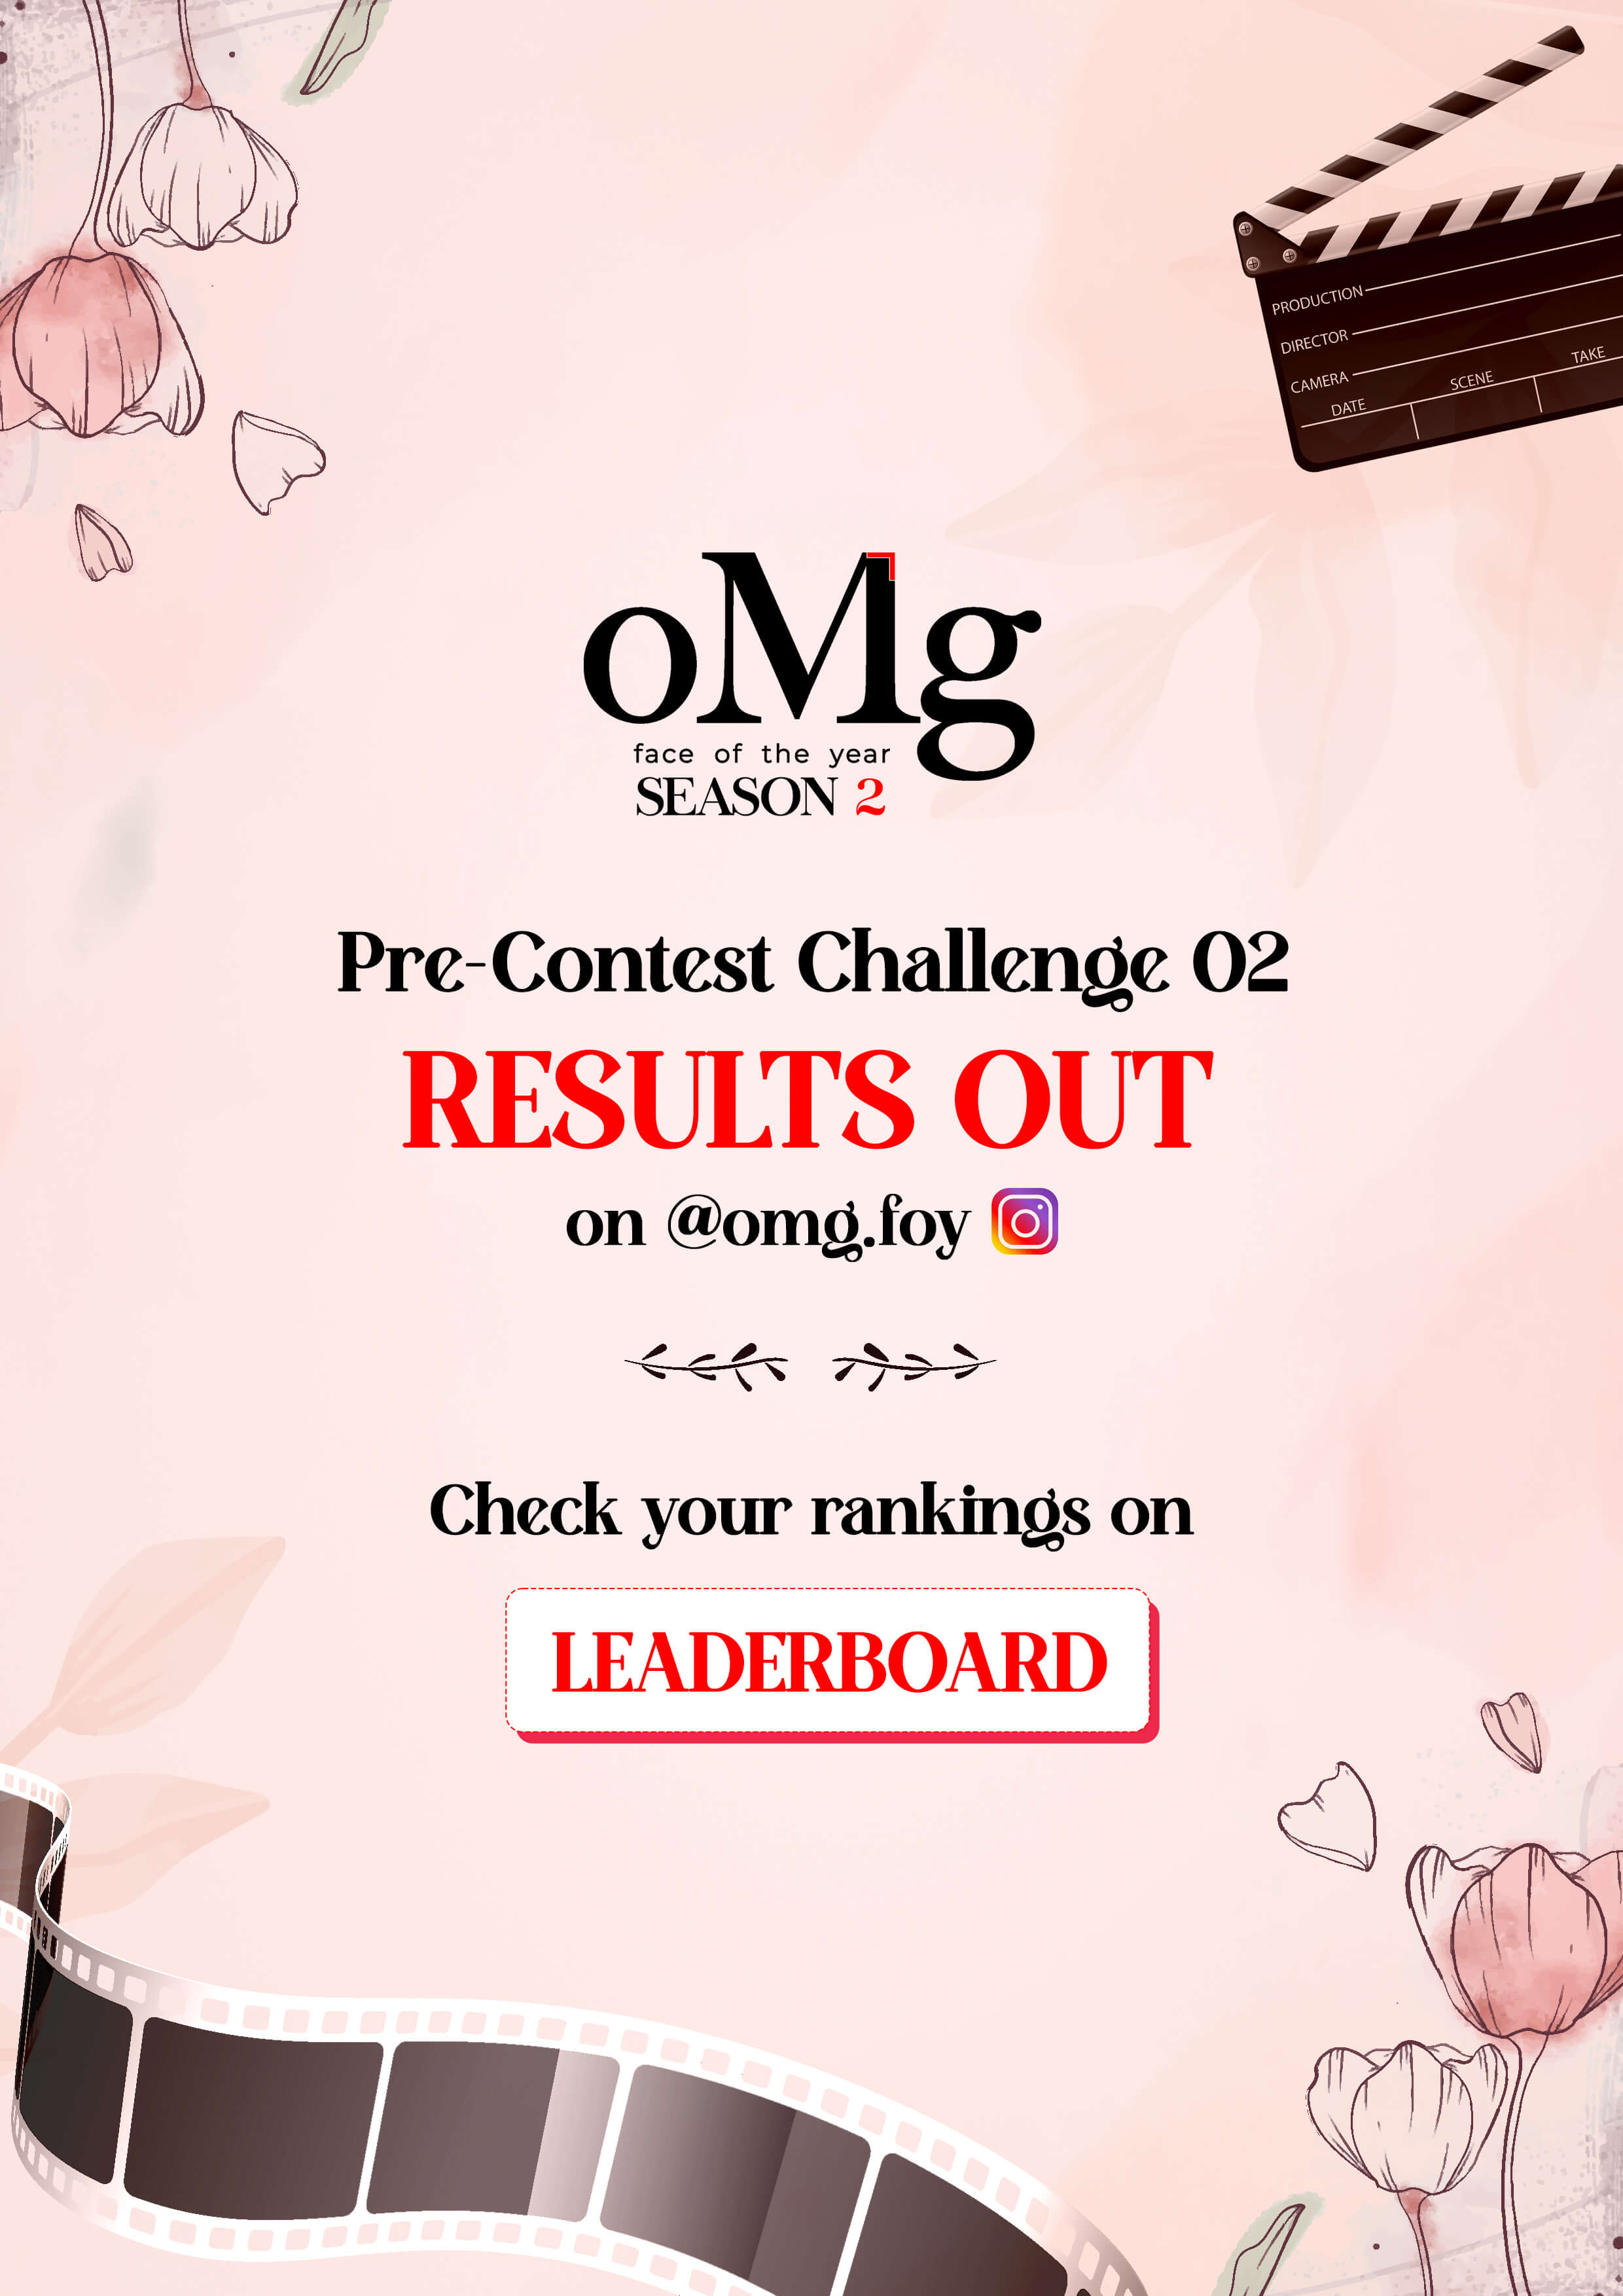 PRODUCTION
DIRECTOR
CAMERA
DATE
SCENE
TAKE
oMg
face of the year
SEASON 2
Pre-Contest Challenge 02
RESULTS OUT
on @omg.foy
Check your rankings on
LEADERBOARD